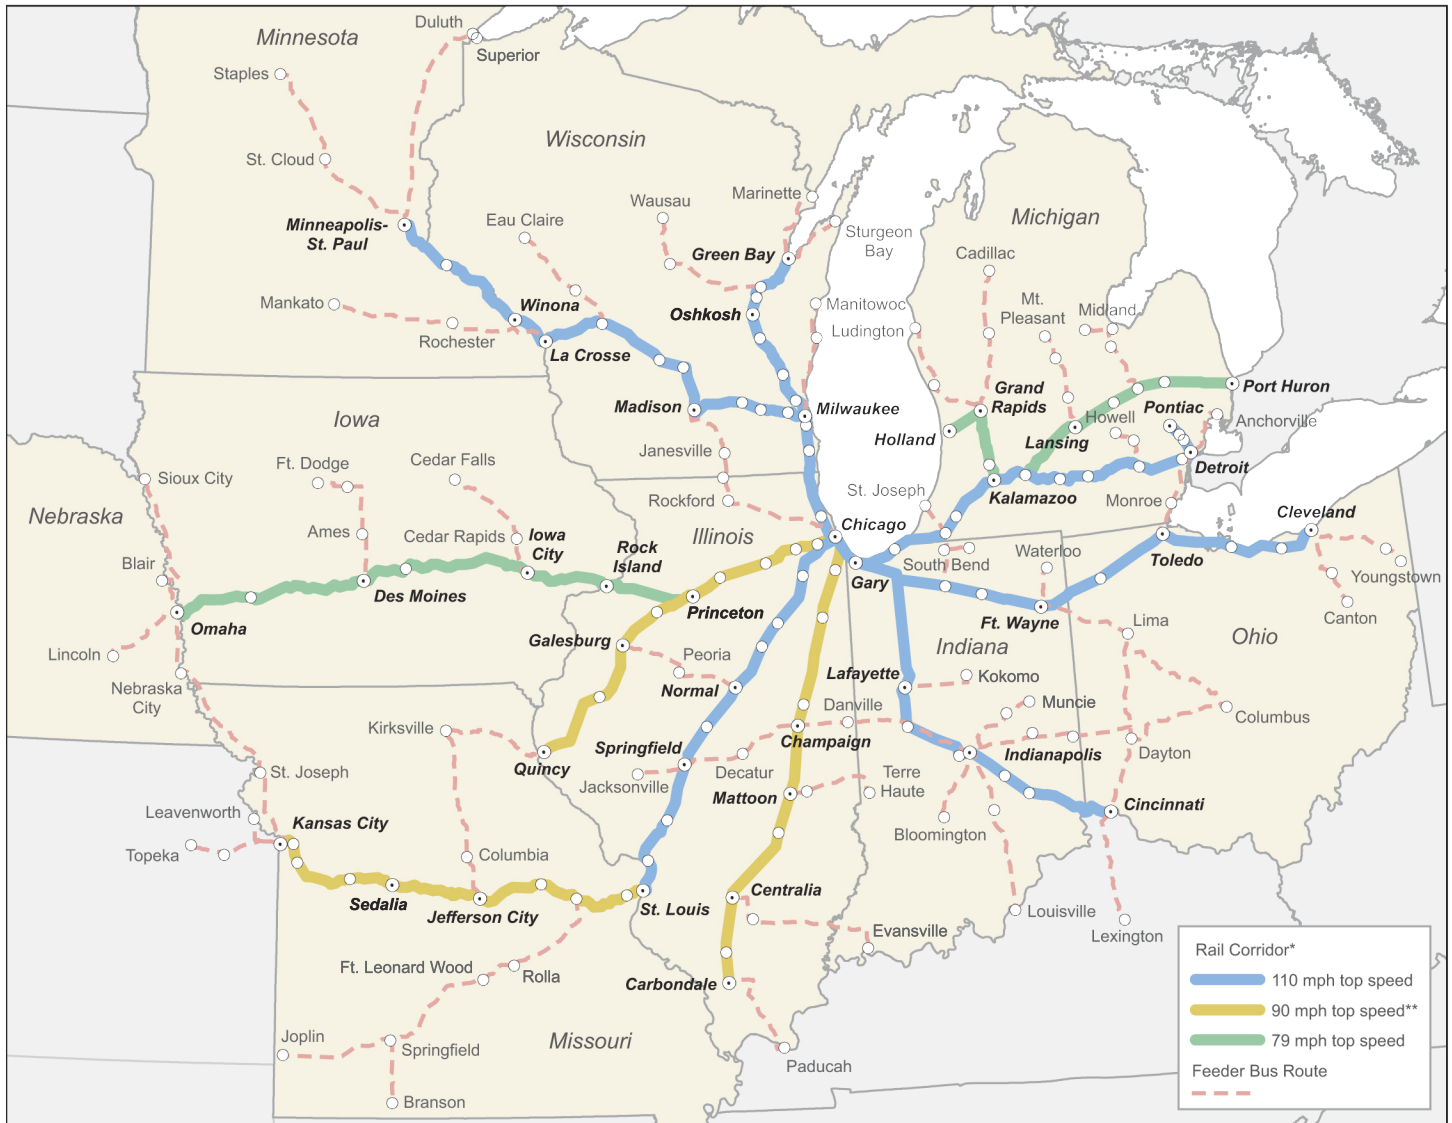 Duluth
Superior
Minnesota
Staples
St. Cloud
Wisconsin
Marinette
Wausau
Eau Claire
Michigan
Minneapolis-
St. Paul
Sturgeon
Bay
Green Bay
Cadillac
Mankato
Winona
Rochester
La Crosse
Oshkosh
Manitowoc
Ludington
Mt.
Pleasant
Midland
Grand
Rapids
Port Huron
Madison
Milwaukee
Pontiac
Howell
Anchorville
Iowa
Holland
Lansing
Detroit
Janesville
Ft. Dodge
Cedar Falls
Sioux City
Rockford
St. Joseph
Kalamazoo
Monroe
Cleveland
Nebraska
Ames
Cedar Rapids
Iowa
City
Rock
Island
Illinois
Chicago
Blair
South Bend
Waterloo
Toledo
Youngstown
Gary
Des Moines
Princeton
Ft. Wayne
Canton
Omaha
Galesburg
Indiana
Lima
Ohio
Lincoln
Peoria
Normal
Lafayette
Kokomo
Nebraska
City
Danville
Muncie
Columbus
Kirksville
Springfield
Champaign
Indianapolis
Dayton
Quincy
Decatur
St. Joseph
Jacksonville
Mattoon
Terre
Haute
Cincinnati
Leavenworth
Kansas City
Bloomington
Topeka
Columbia
Sedalia
Jefferson City
St. Louis
Centralia
Louisville
Lexington
Evansville
Ft. Leonard Wood
Rolla
Carbondale
Joplin
Springfield
Missouri
Paducah
Branson
Rail Corridor*
110 mph top speed
90 mph top speed**
79 mph top speed
Feeder Bus Route